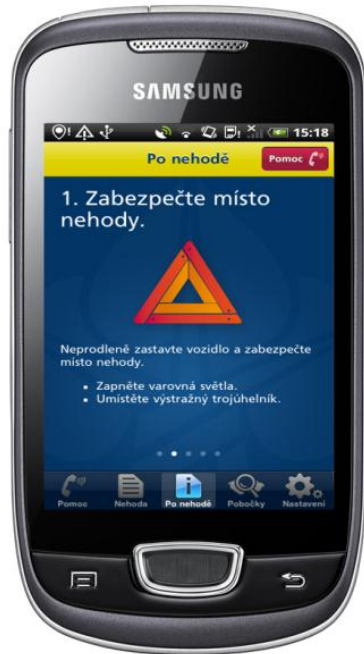 SAMSUNG
15:18
Po nehodě
Pomoc
1. Zabezpečte místo
nehody.
Neprodleně zastavte vozidlo a zabezpečte
místo nehody.
Zapněte varovná světla.
Umístěte výstražný trojúhelník.
Pomoc Nehoda Po nehodě Pobočky Nastavení